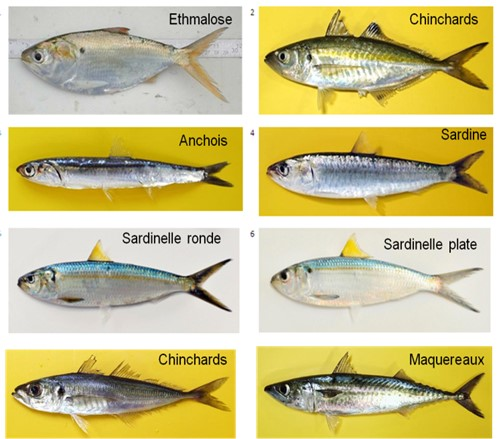 Ethmalose
2
Chinchards
Anchois
4
Sardine
Sardinelle ronde
6
Sardinelle plate
Chinchards
Maquereaux